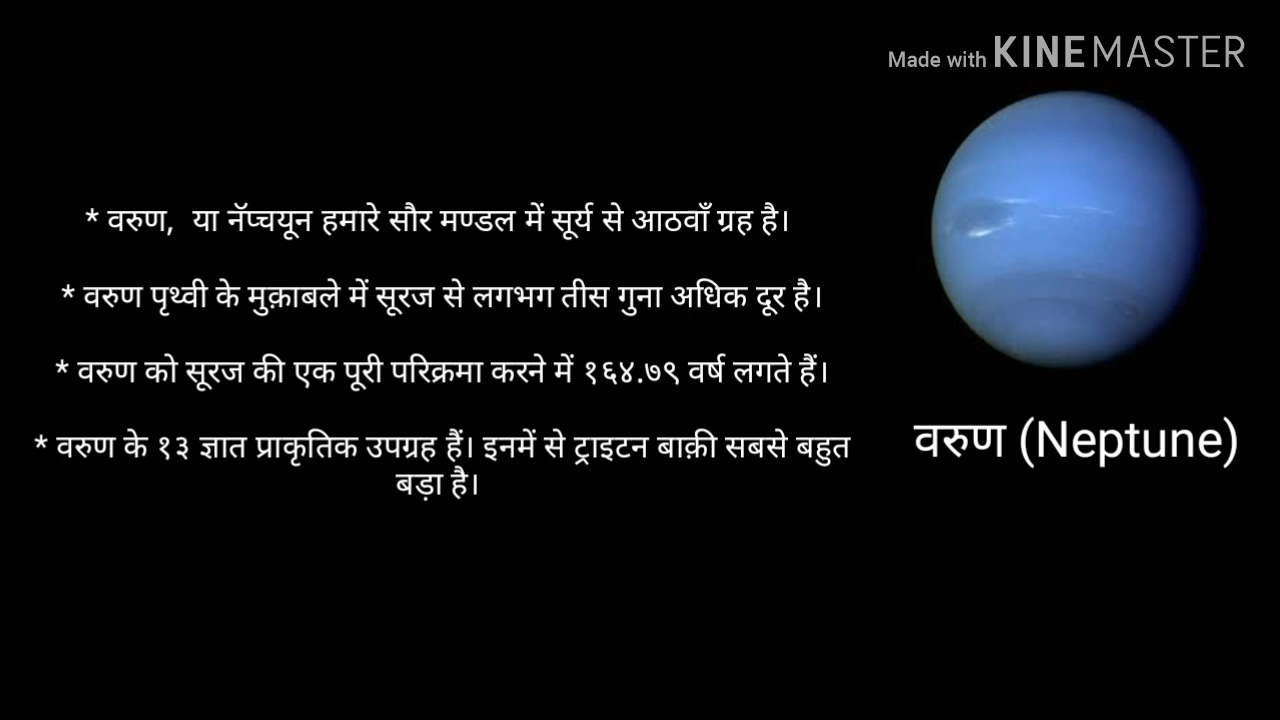 Made with KINEMASTER
* वरुण,  या नॅप्चयून हमारे सौर मण्डल में सूर्य से आठवाँ ग्रह है।
* वरुण पृथ्वी के मुक़ाबले में सूरज से लगभग तीस गुना अधिक दूर है।
* वरुण को सूरज की एक पूरी परिक्रमा करने में १६४.७९ वर्ष लगते हैं।
* वरुण के १३ ज्ञात प्राकृतिक उपग्रह हैं। इनमें से ट्राइटन बाक़ी सबसे बहुत
बड़ा है।
वरुण (Neptune)